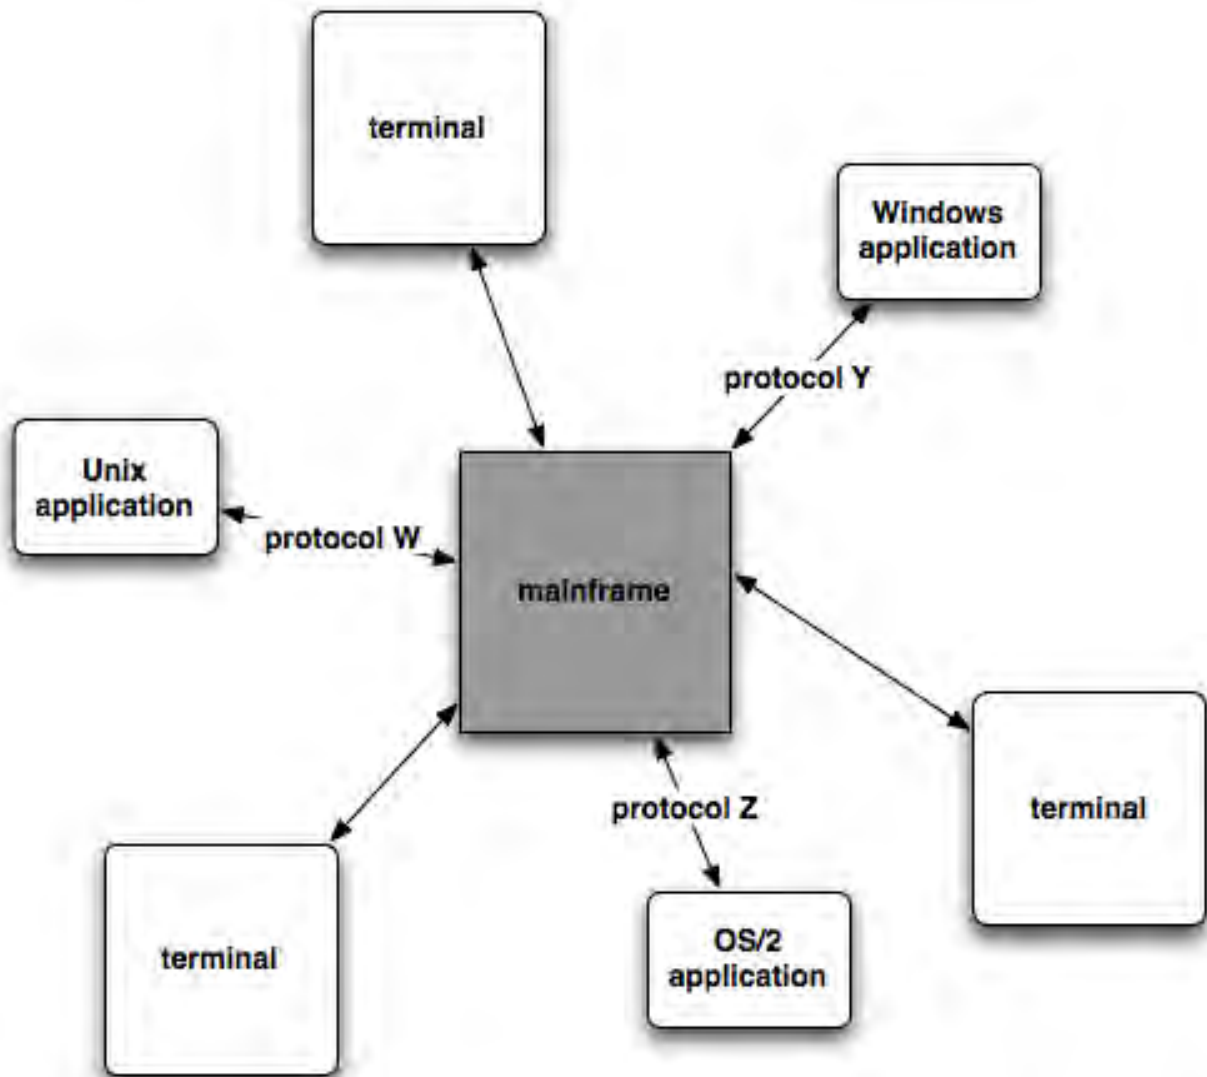 terminal
Windows
application
protocol Y
Unix
application
protocol W
mainframe
terminal
protocol Z
terminal
OS/2
application